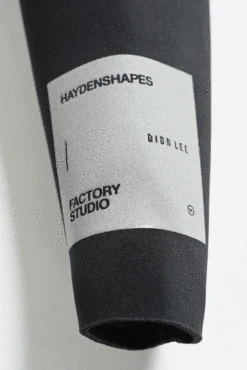 HAYDENSHAPES
DION LEE
FACTORY
STUDIO